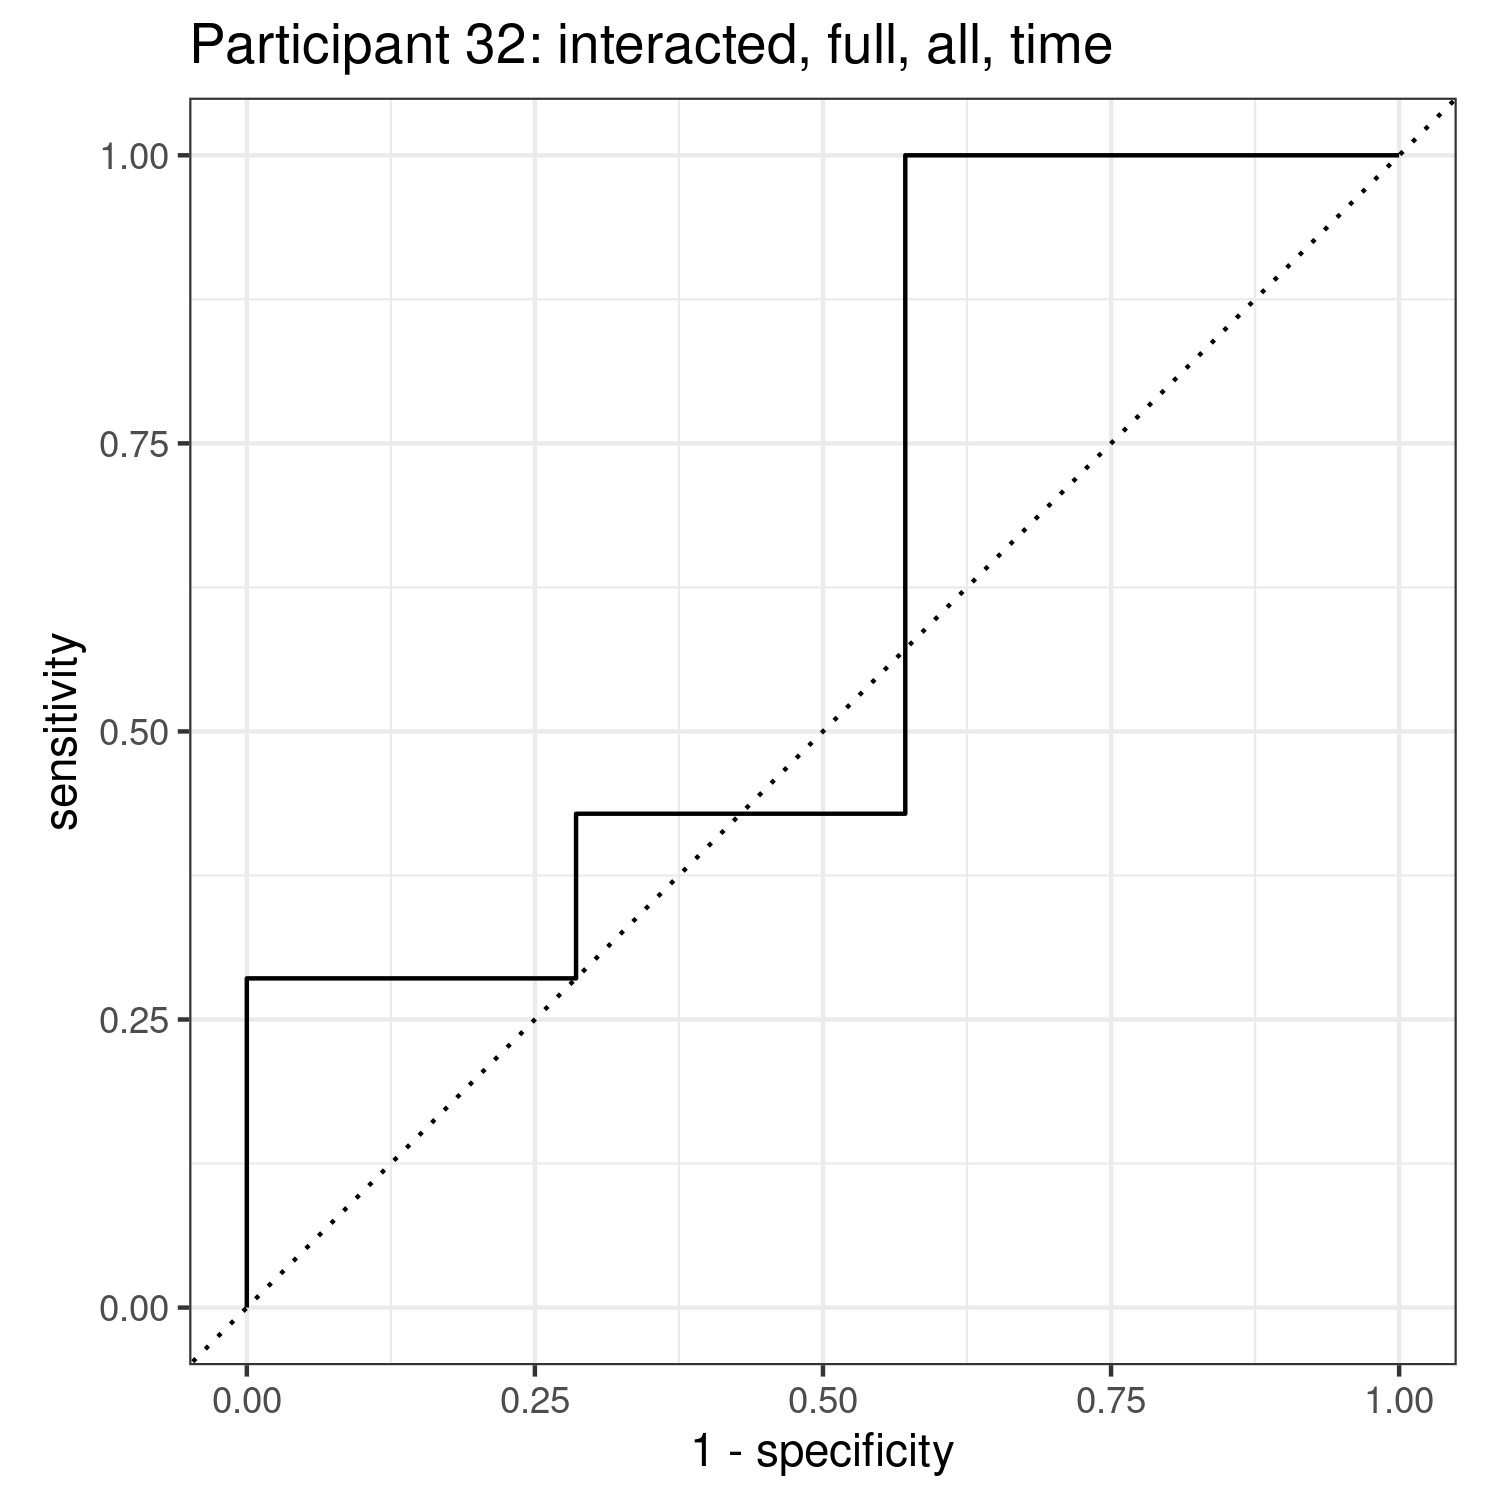 Participant 32: interacted, full, all, time
1.00
0.75
0.50
0.25
0.00
sensitivity
0.00 0.25 0.50 0.75 1.00
1 - specificity